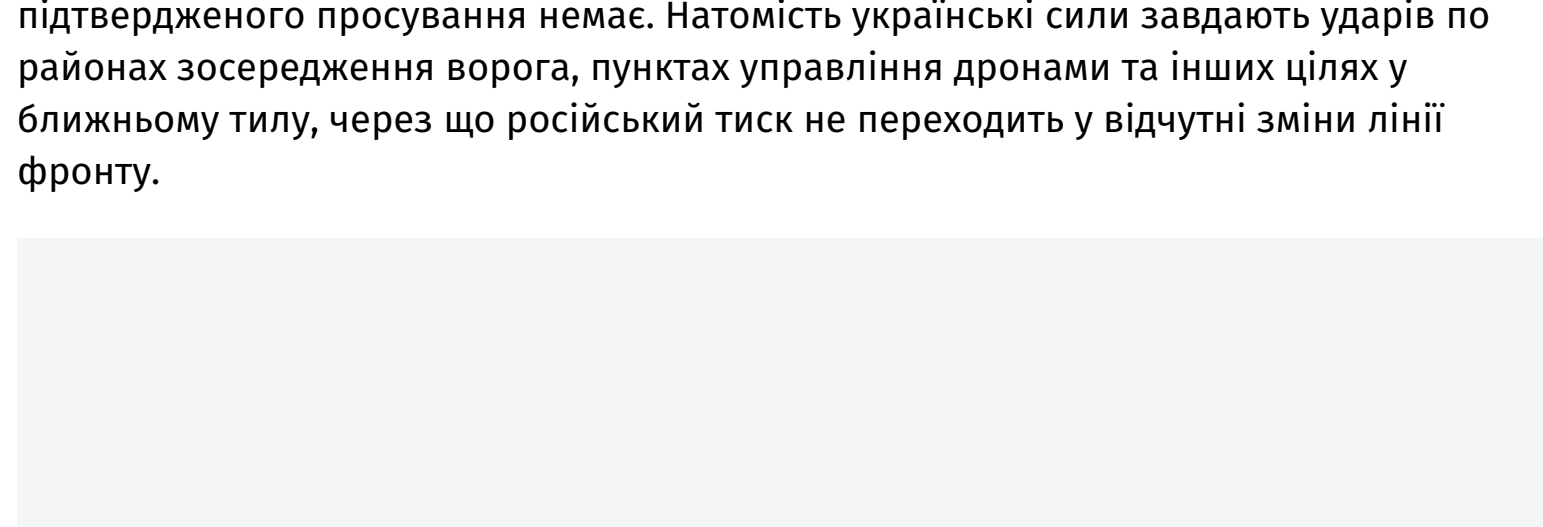 підтвердженого просування немає. Натомість українські сили завдають ударів по
районах зосередження ворога, пунктах управління дронами та інших цілях у
ближньому тилу, через що російський тиск не переходить у відчутні зміни лінії
фронту.